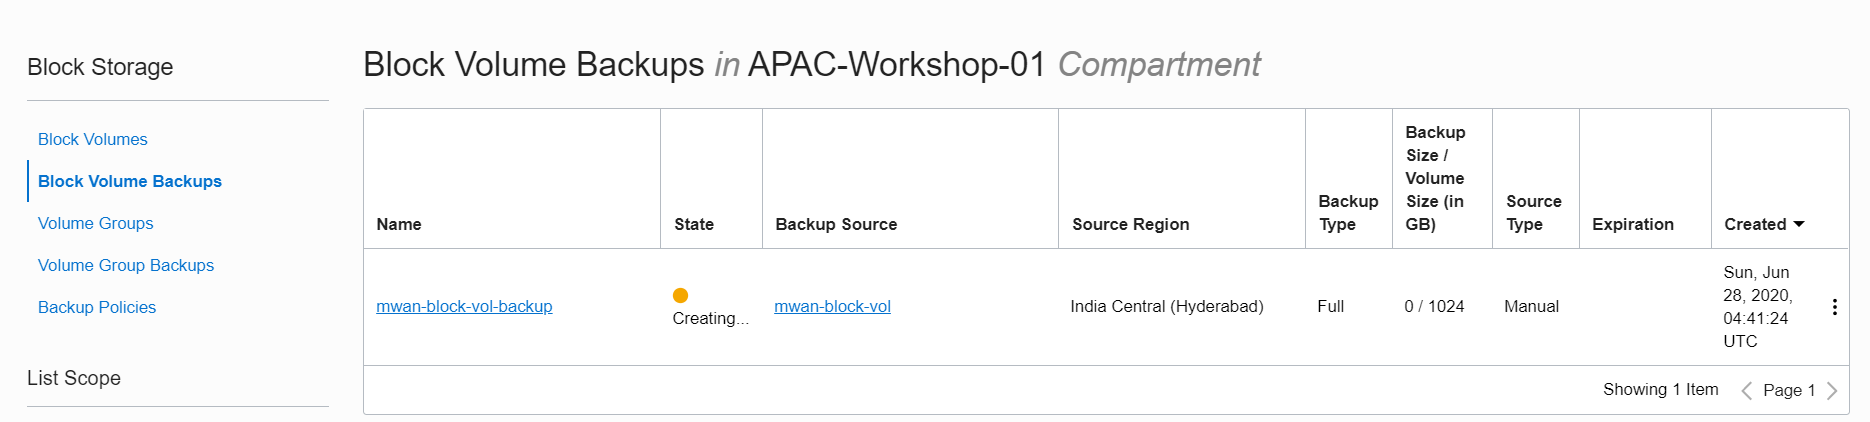 Block Storage
Block Volumes
Block Volume Backups
Volume Groups
Volume Group Backups
Backup Policies
List Scope
Block Volume Backups in APAC-Workshop-01 Compartment
Name
State
Backup Source
Source Region
Backup
Type
Backup
Size /
Volume
Size (in
GB)
Source
Type
Expiration
Created
mwan-block-vol-backup
Creating...
mwan-block-vol
India Central (Hyderabad)
Full
0 / 1024
Manual
Sun, Jun
28, 2020,
04:41:24
UTC
Showing 1 Item
Page 1